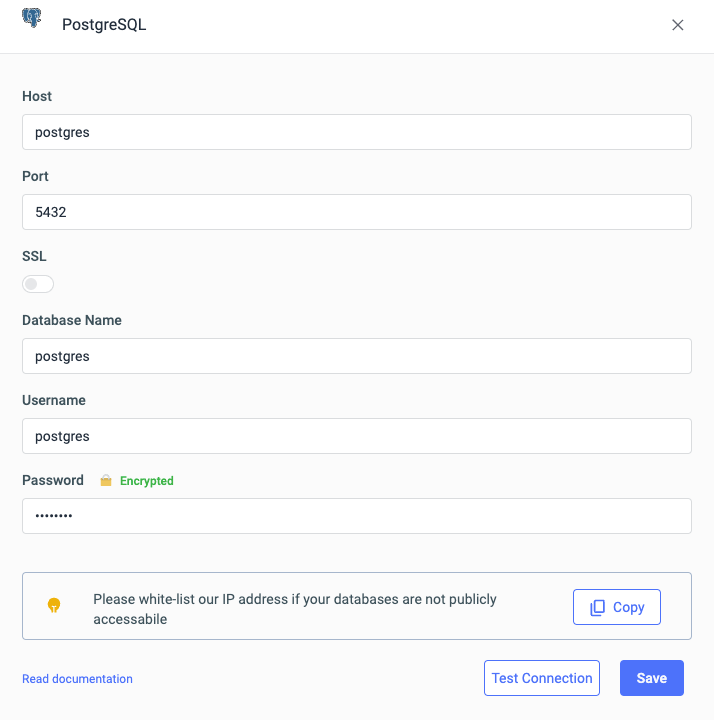 PostgreSQL
Host
postgres
Port
5432
SSL
Database Name
postgres
Username
postgres
Password Encrypted
••••••••
Please white-list our IP address if your databases are not publicly
accessabile
Copy
Read documentation
Test Connection
Save